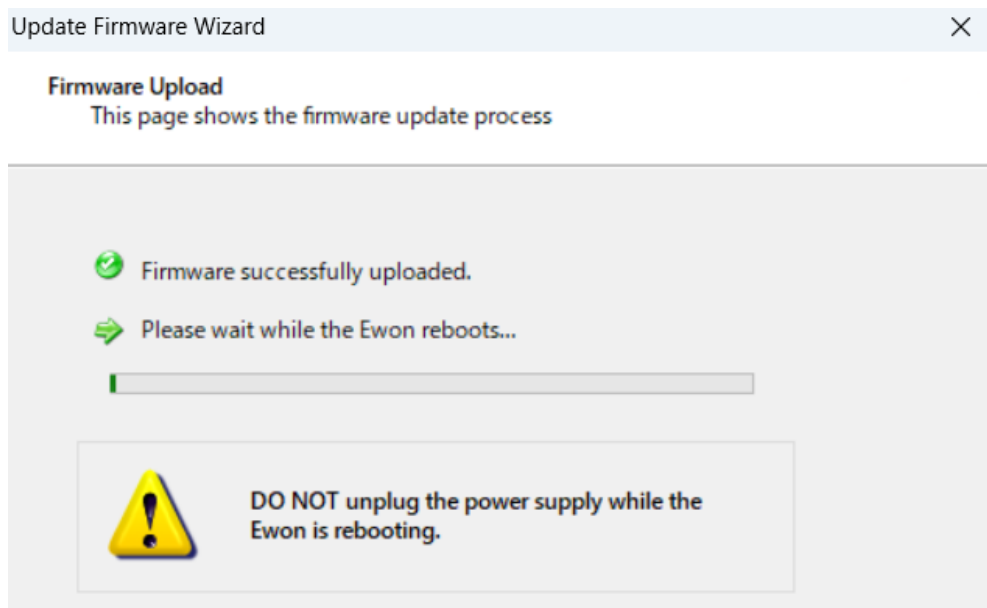 Update Firmware Wizard
Firmware Upload
This page shows the firmware update process
Firmware successfully uploaded.
Please wait while the Ewon reboots...
DO NOT unplug the power supply while the
Ewon is rebooting.